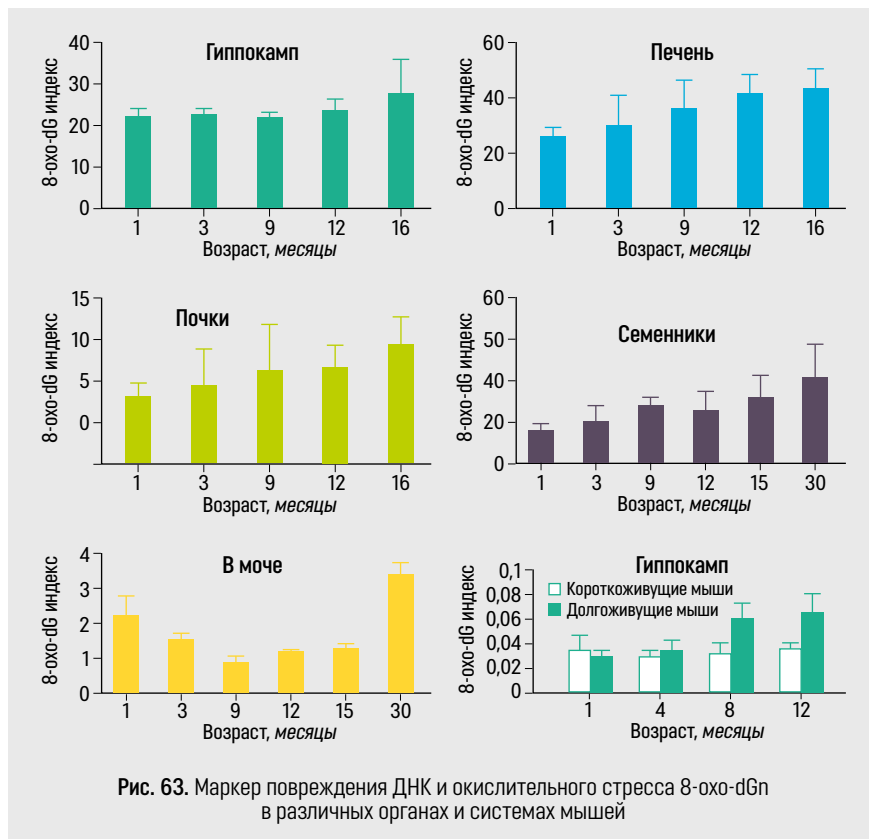 Гиппокамп
8-oxo-dG индекс
40
30
20
10
0
1 3 9 12 16
Возраст, месяцы
Печень
8-oxo-dG индекс
60
40
20
0
1 3 9 12 16
Возраст, месяцы
Почки
8-oxo-dG индекс
15
10
5
0
1 3 9 12 16
Возраст, месяцы
Семенники
8-oxo-dG индекс
60
40
20
0
1 3 9 12 15 30
Возраст, месяцы
В моче
8-oxo-dG индекс
4
3
2
1
0
1 3 9 12 15 30
Возраст, месяцы
Гиппокамп
Короткоживущие мыши
Долгоживущие мыши
8-oxo-dG индекс
0,1
0,08
0,06
0,04
0,02
0
1 4 8 12
Возраст, месяцы
Рис. 63. Маркер повреждения ДНК и окислительного стресса 8-oxo-dGn
в различных органах и системах мышей